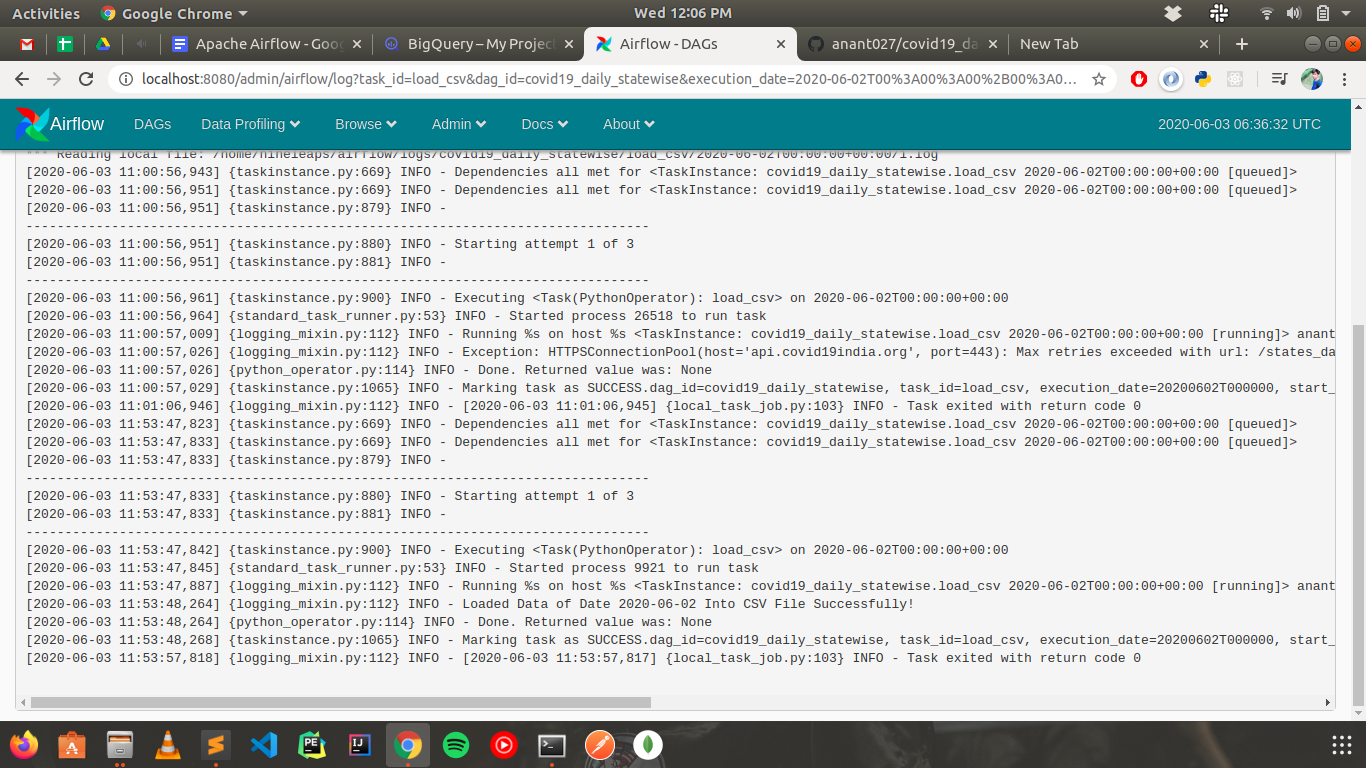 Activities
Google Chrome
Wed 12:06 PM
Apache Airflow - Goo
BigQuery – My Projec
Airflow - DAGs
anant027/covid19_da
New Tab
localhost:8080/admin/airflow/log?task_id=load_csv&dag_id=covid19_daily_statewise&execution_date=2020-06-02T00%3A00%3A00%2B00%3A0…
Airflow
DAGs
Data Profiling
Browse
Admin
Docs
About
2020-06-03 06:36:32 UTC
*** Reading local file: /home/nineleaps/airflow/logs/covid19_daily_statewise/load_csv/2020-06-02T00:00:00+00:00/1.log
[2020-06-03 11:00:56,943] {taskinstance.py:669} INFO - Dependencies all met for <TaskInstance: covid19_daily_statewise.load_csv 2020-06-02T00:00:00+00:00 [queued]>
[2020-06-03 11:00:56,951] {taskinstance.py:669} INFO - Dependencies all met for <TaskInstance: covid19_daily_statewise.load_csv 2020-06-02T00:00:00+00:00 [queued]>
[2020-06-03 11:00:56,951] {taskinstance.py:879} INFO -
--------------------------------------------------------------------------------
[2020-06-03 11:00:56,951] {taskinstance.py:880} INFO - Starting attempt 1 of 3
[2020-06-03 11:00:56,951] {taskinstance.py:881} INFO -
--------------------------------------------------------------------------------
[2020-06-03 11:00:56,961] {taskinstance.py:900} INFO - Executing <Task(PythonOperator): load_csv> on 2020-06-02T00:00:00+00:00
[2020-06-03 11:00:56,964] {standard_task_runner.py:53} INFO - Started process 26518 to run task
[2020-06-03 11:00:57,009] {logging_mixin.py:112} INFO - Running %s on host %s <TaskInstance: covid19_daily_statewise.load_csv 2020-06-02T00:00:00+00:00 [running]> anant
[2020-06-03 11:00:57,026] {logging_mixin.py:112} INFO - Exception: HTTPSConnectionPool(host='api.covid19india.org', port=443): Max retries exceeded with url: /states_da
[2020-06-03 11:00:57,026] {python_operator.py:114} INFO - Done. Returned value was: None
[2020-06-03 11:00:57,029] {taskinstance.py:1065} INFO - Marking task as SUCCESS.dag_id=covid19_daily_statewise, task_id=load_csv, execution_date=20200602T000000, start_
[2020-06-03 11:01:06,946] {logging_mixin.py:112} INFO - [2020-06-03 11:01:06,945] {local_task_job.py:103} INFO - Task exited with return code 0
[2020-06-03 11:53:47,823] {taskinstance.py:669} INFO - Dependencies all met for <TaskInstance: covid19_daily_statewise.load_csv 2020-06-02T00:00:00+00:00 [queued]>
[2020-06-03 11:53:47,833] {taskinstance.py:669} INFO - Dependencies all met for <TaskInstance: covid19_daily_statewise.load_csv 2020-06-02T00:00:00+00:00 [queued]>
[2020-06-03 11:53:47,833] {taskinstance.py:879} INFO -
--------------------------------------------------------------------------------
[2020-06-03 11:53:47,833] {taskinstance.py:880} INFO - Starting attempt 1 of 3
[2020-06-03 11:53:47,833] {taskinstance.py:881} INFO -
--------------------------------------------------------------------------------
[2020-06-03 11:53:47,842] {taskinstance.py:900} INFO - Executing <Task(PythonOperator): load_csv> on 2020-06-02T00:00:00+00:00
[2020-06-03 11:53:47,845] {standard_task_runner.py:53} INFO - Started process 9921 to run task
[2020-06-03 11:53:47,887] {logging_mixin.py:112} INFO - Running %s on host %s <TaskInstance: covid19_daily_statewise.load_csv 2020-06-02T00:00:00+00:00 [running]> anant
[2020-06-03 11:53:48,264] {logging_mixin.py:112} INFO - Loaded Data of Date 2020-06-02 Into CSV File Successfully!
[2020-06-03 11:53:48,264] {python_operator.py:114} INFO - Done. Returned value was: None
[2020-06-03 11:53:48,268] {taskinstance.py:1065} INFO - Marking task as SUCCESS.dag_id=covid19_daily_statewise, task_id=load_csv, execution_date=20200602T000000, start_
[2020-06-03 11:53:57,818] {logging_mixin.py:112} INFO - [2020-06-03 11:53:57,817] {local_task_job.py:103} INFO - Task exited with return code 0